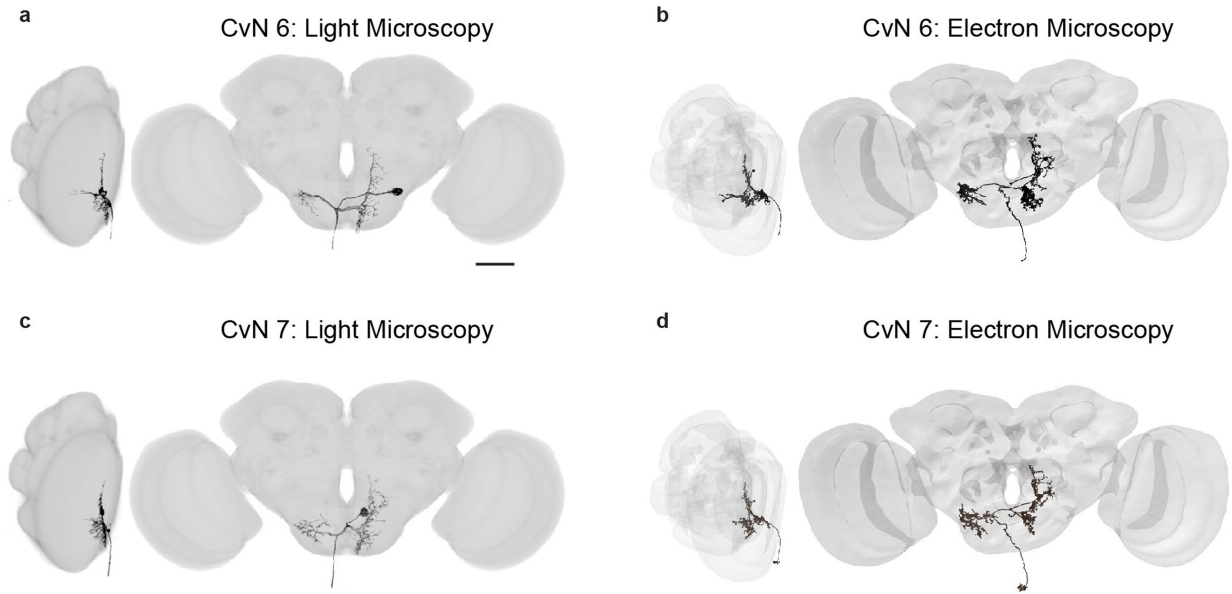 a
CvN 6: Light Microscopy
b
CvN 6: Electron Microscopy
c
CvN 7: Light Microscopy
d
CvN 7: Electron Microscopy